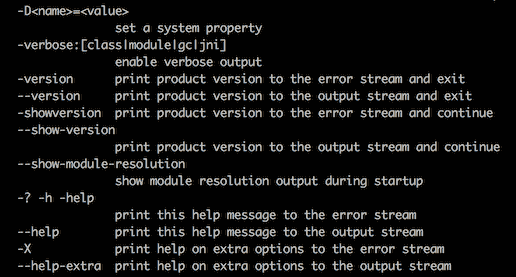 -D<name>=<value>
set a system property
-verbose:[class|module|gc|jni]
enable verbose output
-version print product version to the error stream and exit
--version print product version to the output stream and exit
-showversion print product version to the error stream and continue
--show-version
print product version to the output stream and continue
--show-module-resolution
show module resolution output during startup
-? -h -help
print this help message to the error stream
--help print this help message to the output stream
-X print help on extra options to the error stream
--help-extra print help on extra options to the output stream